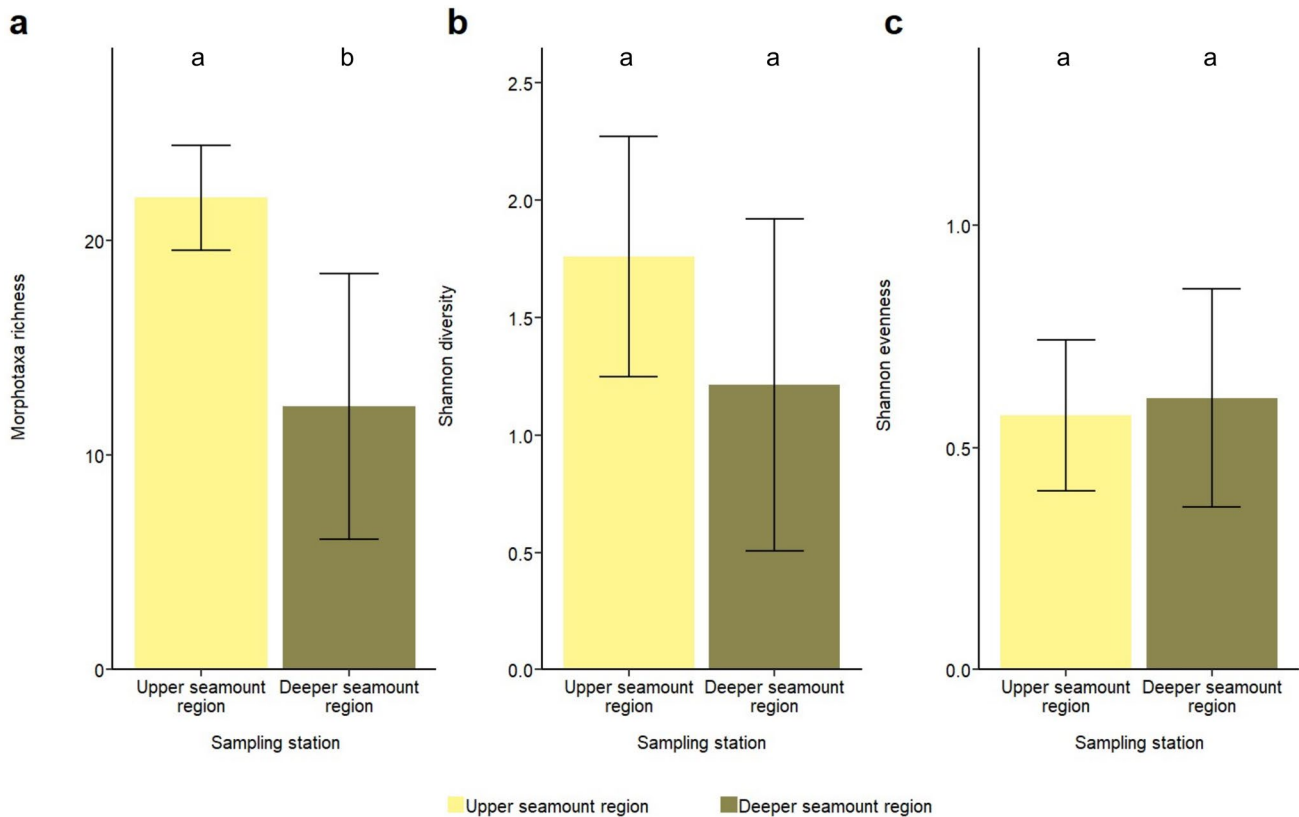 a
a b
Morphotaxa richness
20
10
0
Upper seamount Deeper seamount
region region
Sampling station
b
a a
Shannon diversity
2.5
2.0
1.5
1.0
0.5
0.0
Upper seamount Deeper seamount
region region
Sampling station
c
a a
Shannon evenness
1.0
0.5
0.0
Upper seamount Deeper seamount
region region
Sampling station
Upper seamount region Deeper seamount region